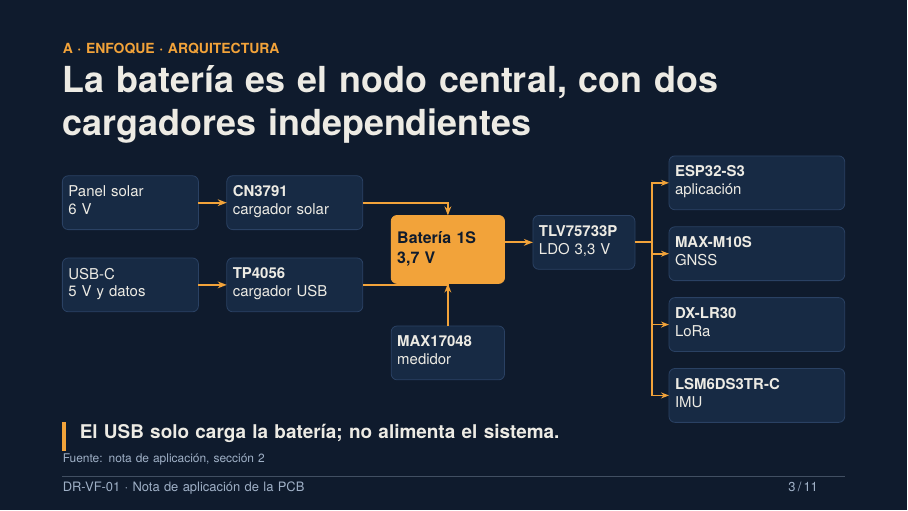 A · ENFOQUE · ARQUITECTURA
La batería es el nodo central, con dos
cargadores independientes
Panel solar
6 V
CN3791
cargador solar
USB-C
5 V y datos
TP4056
cargador USB
Batería 1S
3,7 V
MAX17048
medidor
TLV75733P
LDO 3,3 V
ESP32-S3
aplicación
MAX-M10S
GNSS
DX-LR30
LoRa
LSM6DS3TR-C
IMU
El USB solo carga la batería; no alimenta el sistema.
Fuente: nota de aplicación, sección 2
DR-VF-01 · Nota de aplicación de la PCB
3 / 11